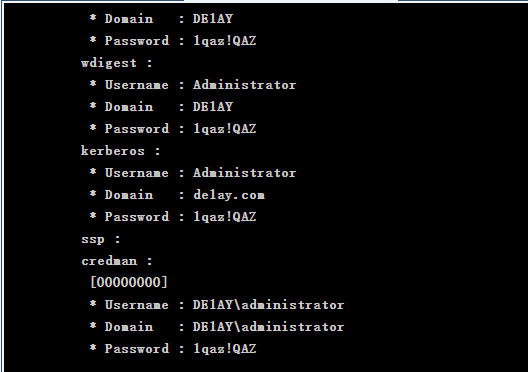 * Domain   : DE1AY
* Password : 1qaz!QAZ
wdigest :
* Username : Administrator
* Domain   : DE1AY
* Password : 1qaz!QAZ
kerberos :
* Username : Administrator
* Domain   : de1ay.com
* Password : 1qaz!QAZ
ssp :
credman :
[00000000]
* Username : DE1AY\administrator
* Domain   : DE1AY\administrator
* Password : 1qaz!QAZ